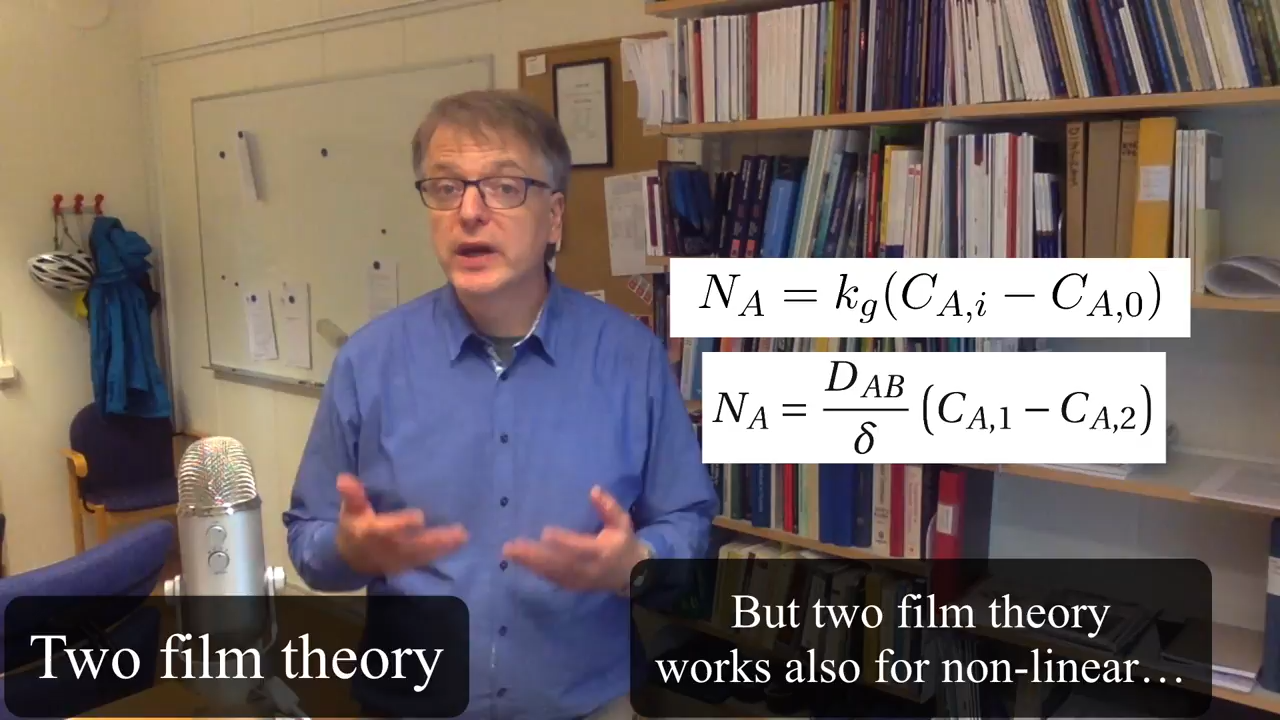 N_A = k_g(C_{A,i} − C_{A,0})
N_A = \frac{D_{AB}}{δ} (C_{A,1} − C_{A,2})
But two film theory
works also for non-linear…
Two film theory